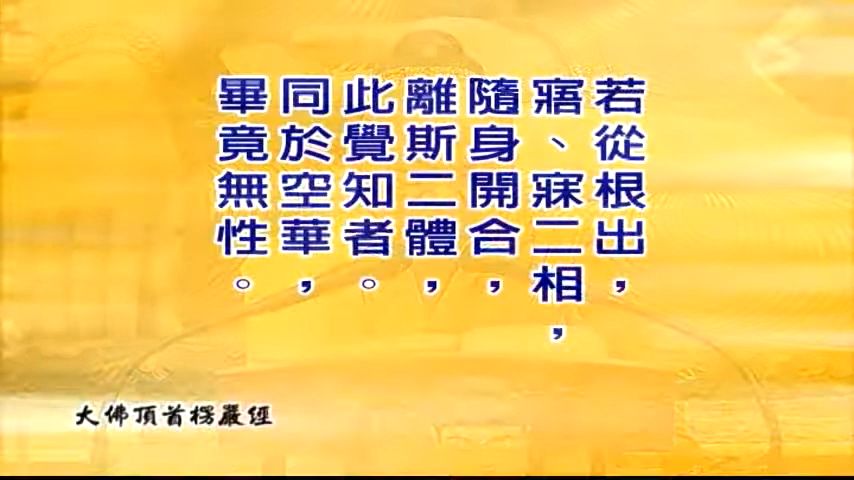 若從根出，
寤、寐二相，
隨身開合，
離斯二體，
此覺知者。
同於空華，
畢竟無性。
大佛頂首楞嚴經